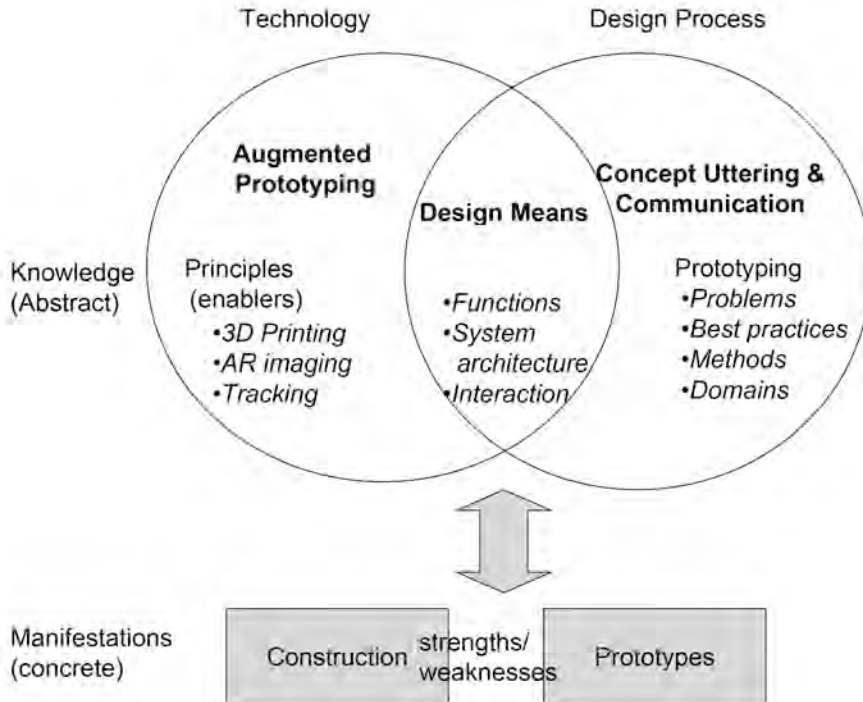 Technology
Design Process
Augmented
Prototyping
Concept Uttering &
Communication
Design Means
Knowledge
(Abstract)
Principles
(enablers)
•3D Printing
•AR imaging
•Tracking
•Functions
•System
architecture
•Interaction
Prototyping
•Problems
•Best practices
•Methods
•Domains
Manifestations
(concrete)
Construction
strengths/
weaknesses
Prototypes